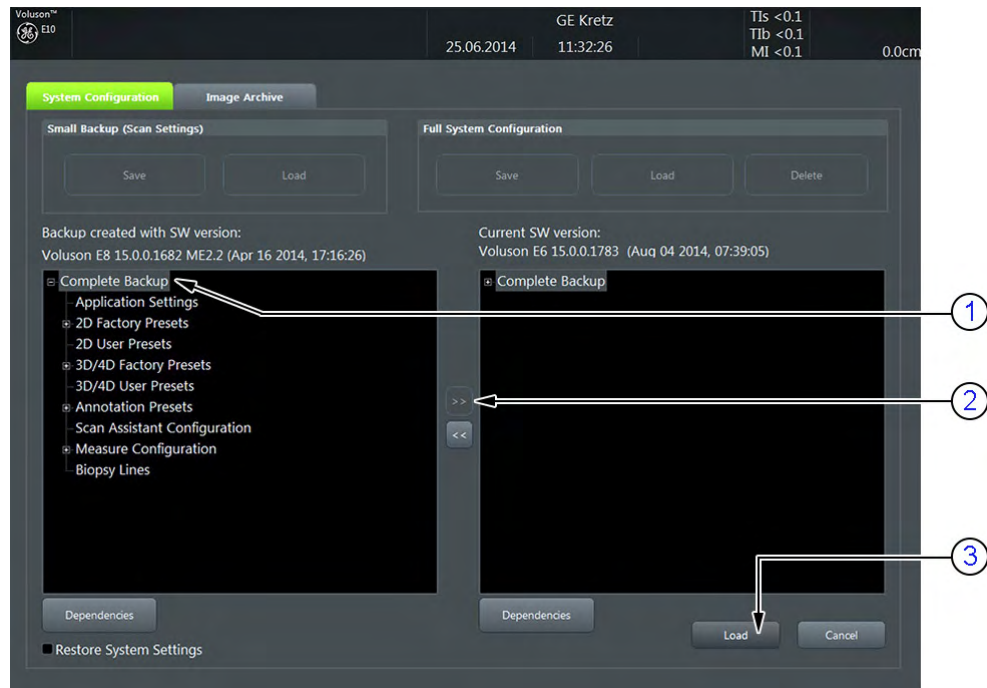 Voluson™
GE E10
GE Kretz
TIs <0.1
TIb <0.1
25.06.2014 11:32:26
MI <0.1
0.0cm
System Configuration
Image Archive
Small Backup (Scan Settings)
Full System Configuration
Save
Load
Save
Load
Delete
Backup created with SW version:
Voluson E8 15.0.0.1682 ME2.2 (Apr 16 2014, 17:16:26)
Current SW version:
Voluson E6 15.0.0.1783 (Aug 04 2014, 07:39:05)
Complete Backup
Application Settings
2D Factory Presets
2D User Presets
3D/4D Factory Presets
3D/4D User Presets
Annotation Presets
Scan Assistant Configuration
Measure Configuration
Biopsy Lines
>>
<<
Complete Backup
1
2
3
Dependencies
Dependencies
Restore System Settings
Load
Cancel